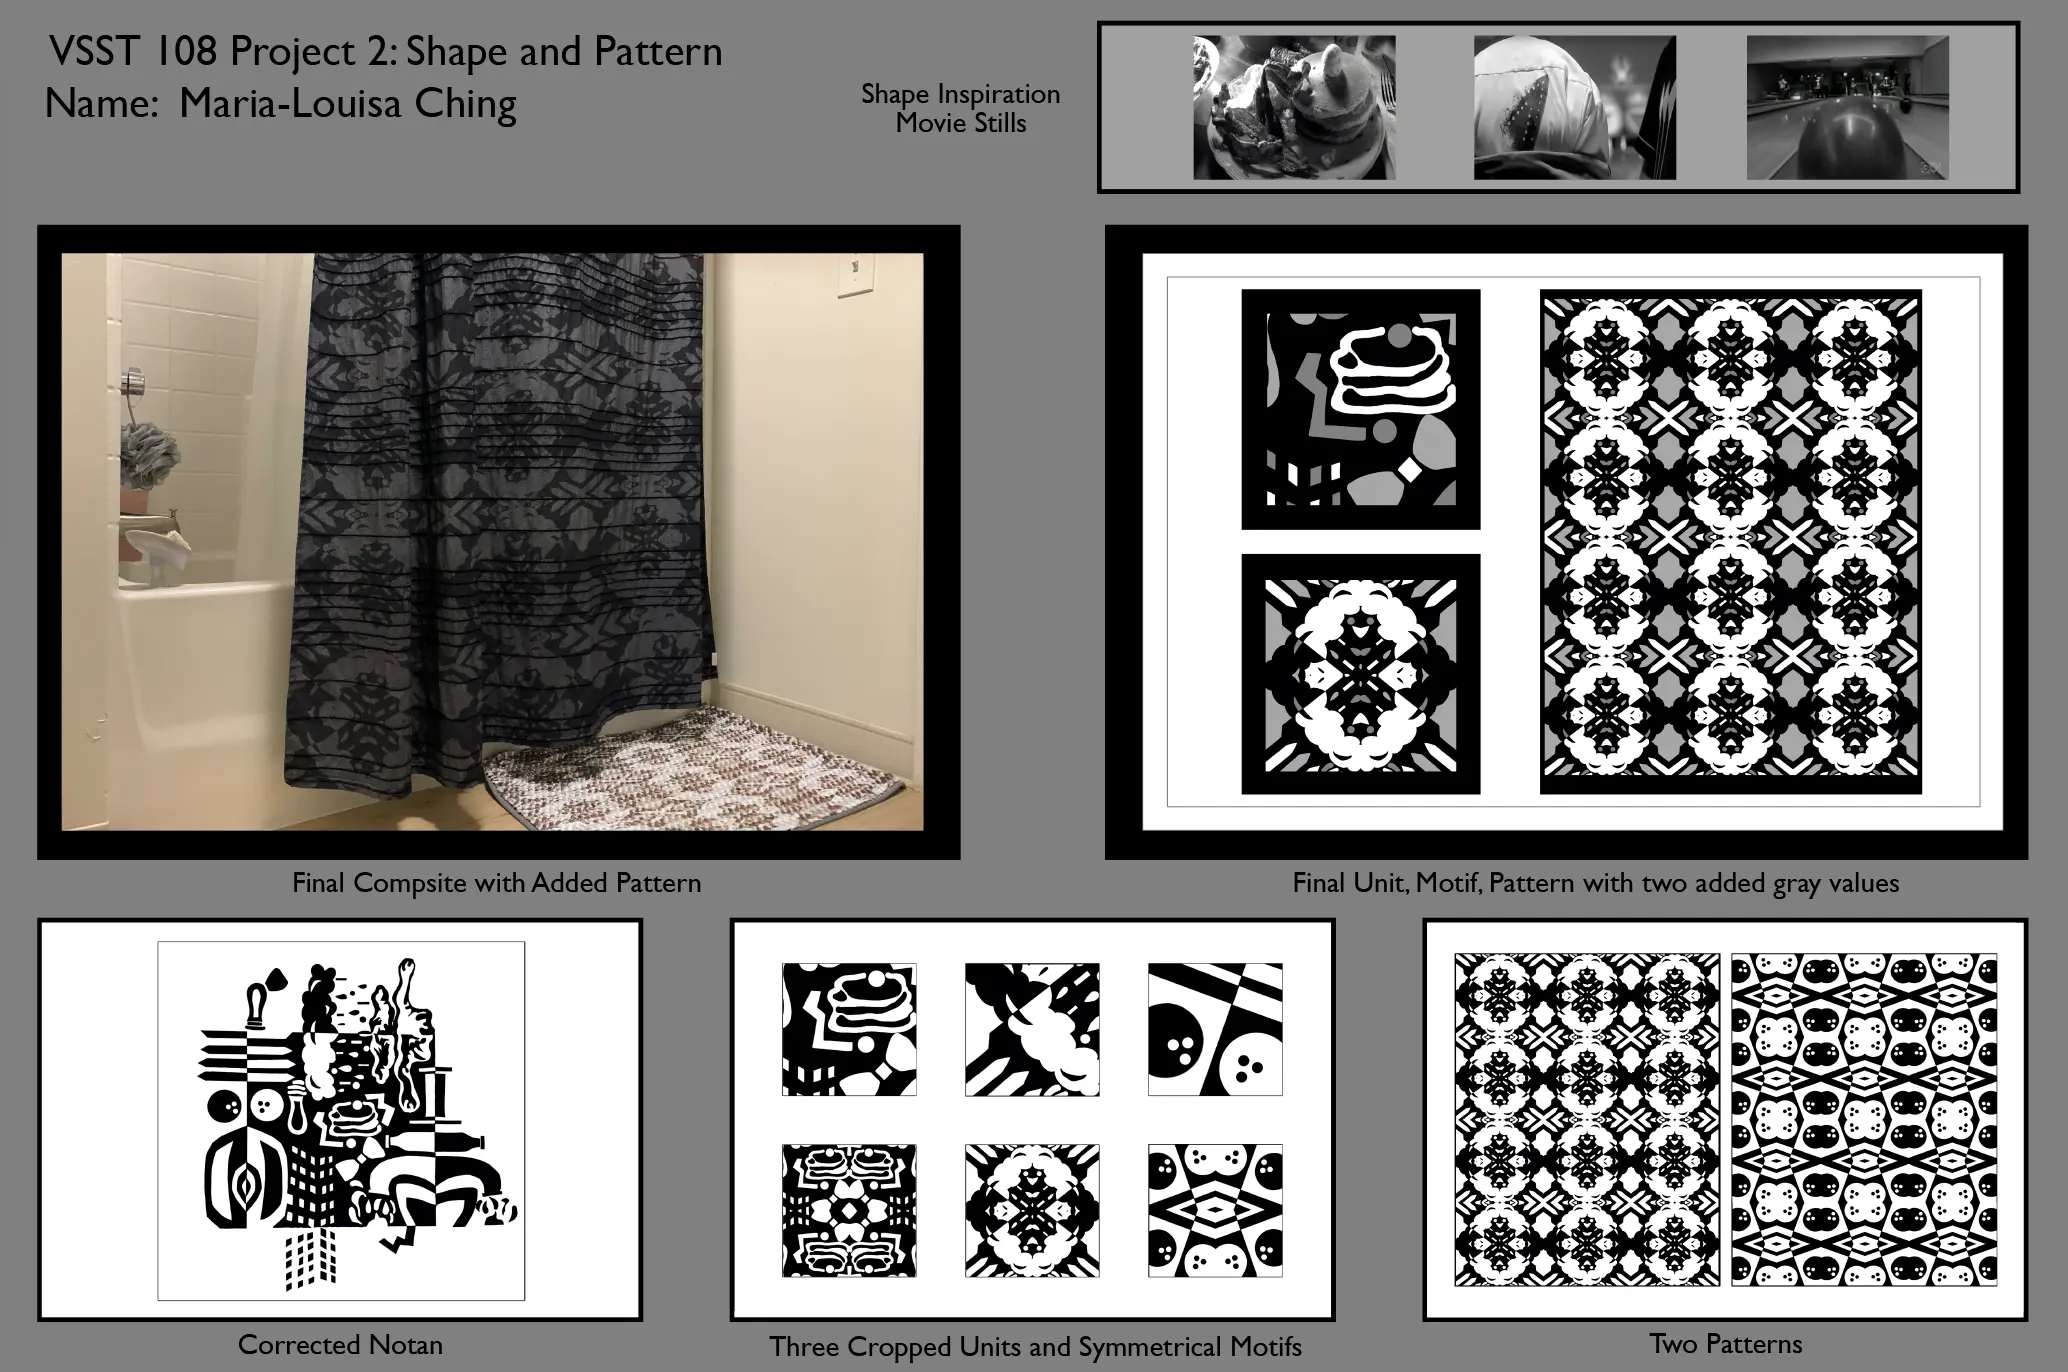 VSST 108 Project 2: Shape and Pattern
Name: Maria-Louisa Ching
Shape Inspiration
Movie Stills
Final Compsite with Added Pattern
Final Unit, Motif, Pattern with two added gray values
Corrected Notan
Three Cropped Units and Symmetrical Motifs
Two Patterns